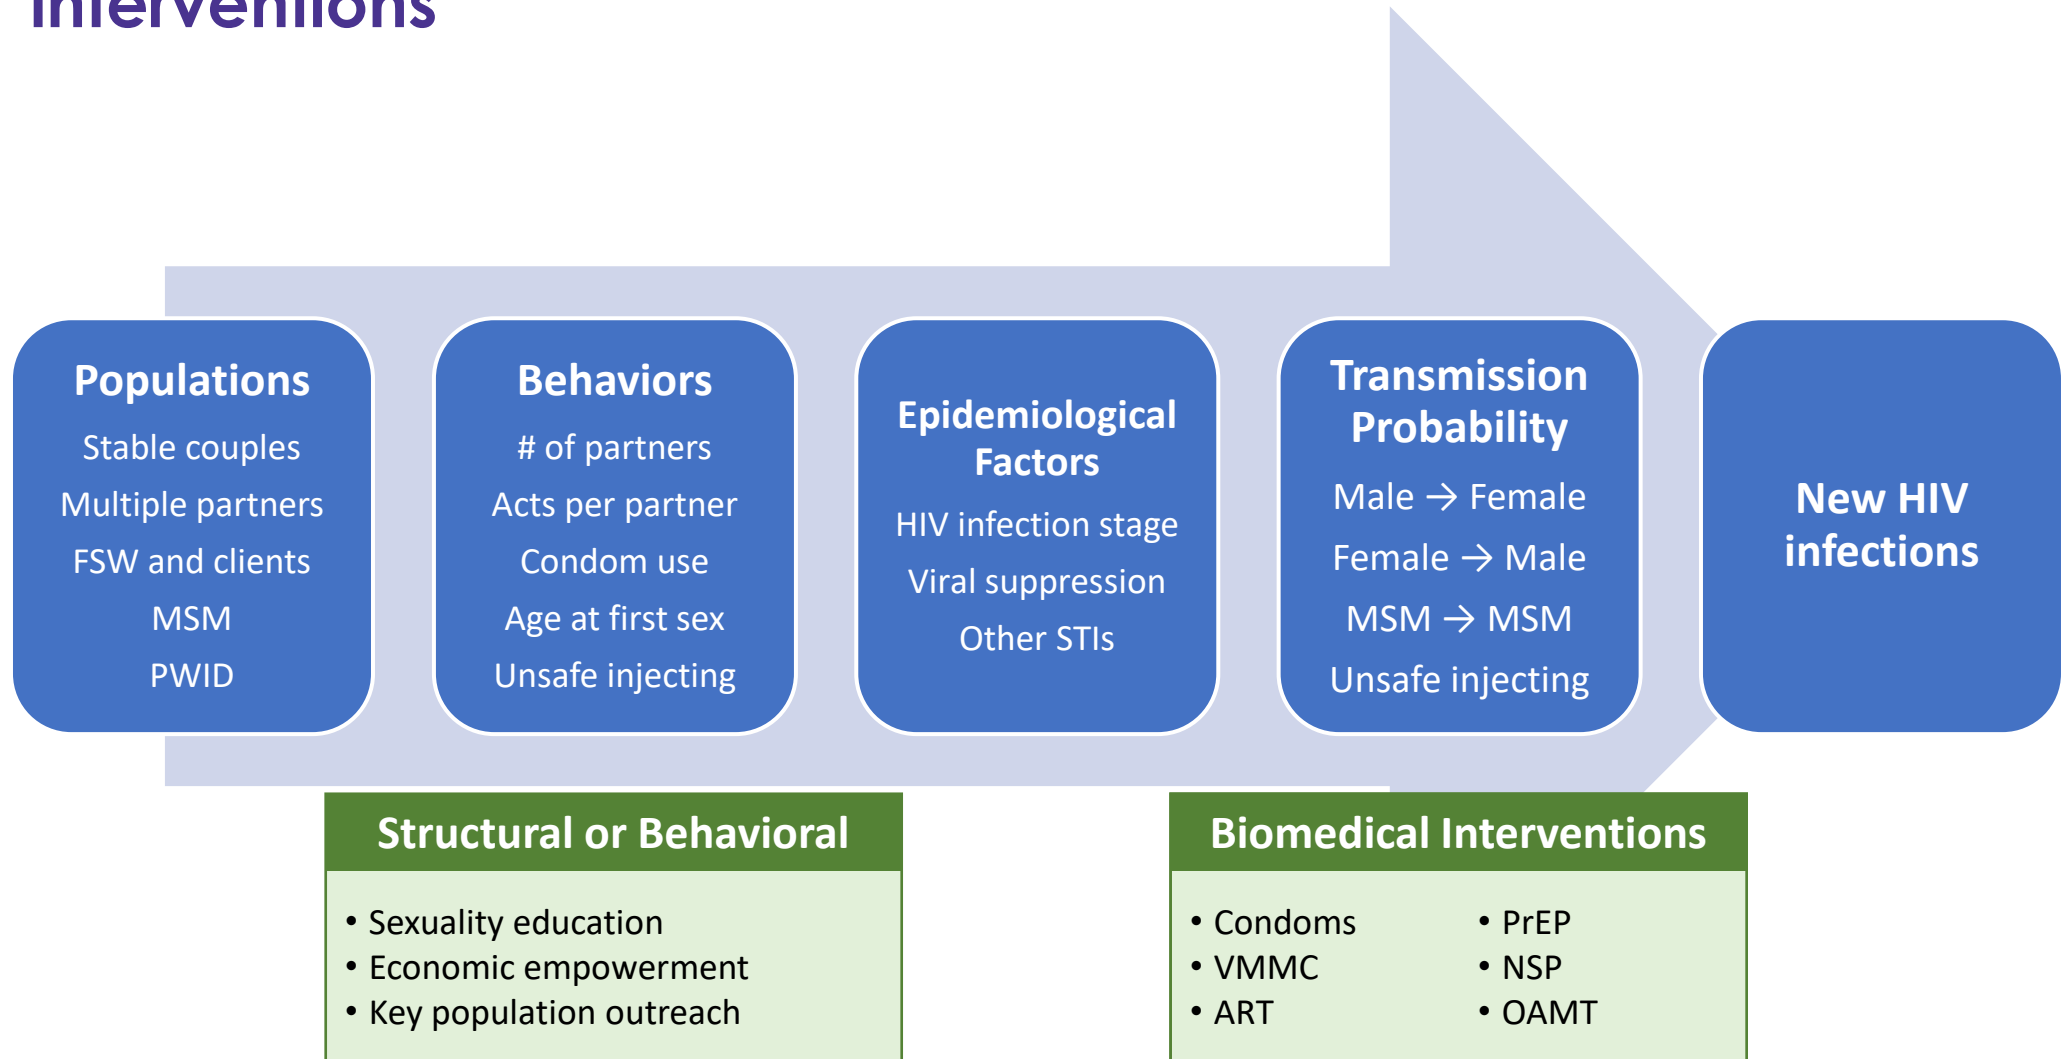 Interventions
Populations
Stable couples
Multiple partners
FSW and clients
MSM
PWID
Behaviors
# of partners
Acts per partner
Condom use
Age at first sex
Unsafe injecting
Epidemiological
Factors
HIV infection stage
Viral suppression
Other STIs
Transmission
Probability
Male → Female
Female → Male
MSM → MSM
Unsafe injecting
New HIV
infections
Structural or Behavioral
• Sexuality education
• Economic empowerment
• Key population outreach
Biomedical Interventions
• Condoms
• VMMC
• ART
• PrEP
• NSP
• OAMT